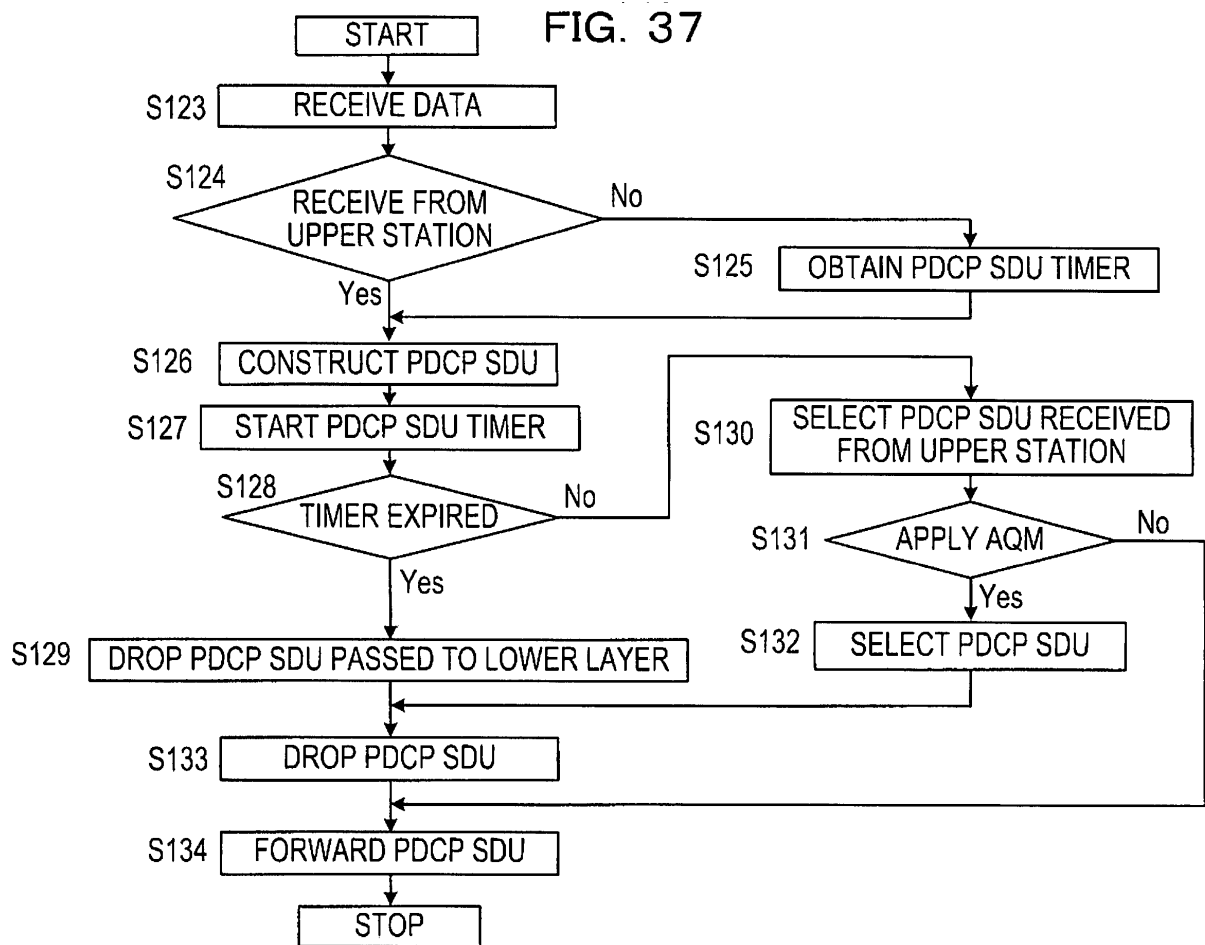 FIG. 37
START
S123
RECEIVE DATA
S124
RECEIVE FROM
UPPER STATION
No
Yes
S125
OBTAIN PDCP SDU TIMER
S126
CONSTRUCT PDCP SDU
S127
START PDCP SDU TIMER
S128
TIMER EXPIRED
No
Yes
S130
SELECT PDCP SDU RECEIVED
FROM UPPER STATION
S131
APPLY AQM
No
Yes
S132
SELECT PDCP SDU
S129
DROP PDCP SDU PASSED TO LOWER LAYER
S133
DROP PDCP SDU
S134
FORWARD PDCP SDU
STOP